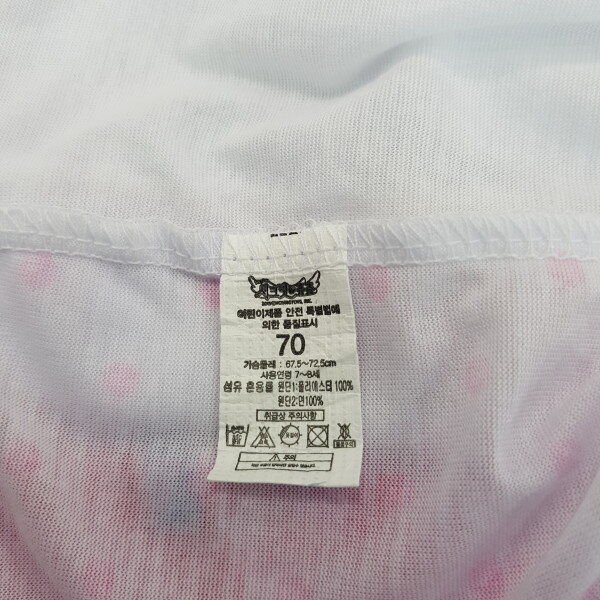 어린이제품 안전 특별법에
의한 품질표시
70
가슴둘레 : 67.5~72.5cm
사용연령 7~8세
섬유 혼용률 원단1:폴리에스터 100%
원단2:면100%
취급상 주의사항
주의